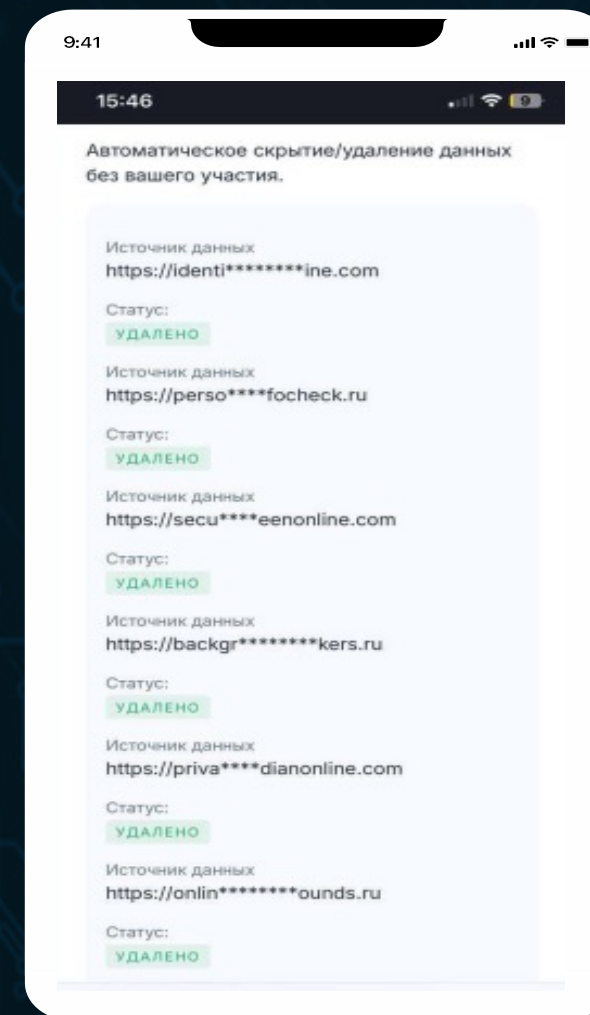 9:41
15:46
9
Автоматическое скрытие/удаление данных
без вашего участия.
Источник данных
https://identi********ine.com
Статус:
УДАЛЕНО
Источник данных
https://perso****focheck.ru
Статус:
УДАЛЕНО
Источник данных
https://secu****eenonline.com
Статус:
УДАЛЕНО
Источник данных
https://backgr********kers.ru
Статус:
УДАЛЕНО
Источник данных
https://priva****dianonline.com
Статус:
УДАЛЕНО
Источник данных
https://onlin********ounds.ru
Статус:
УДАЛЕНО